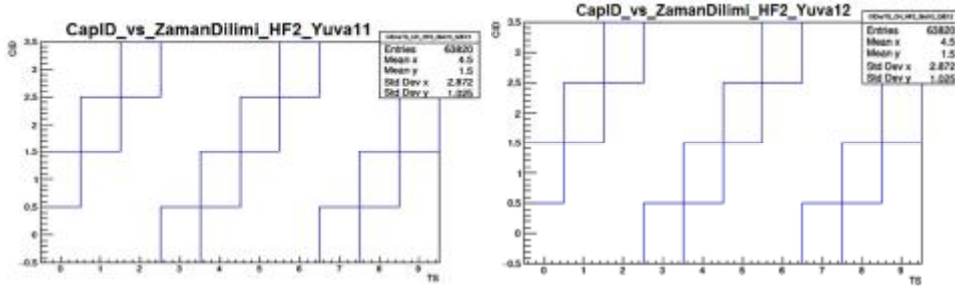 CapID_vs_ZamanDilimi_HF2_Yuva11
Entries 63820
Mean x 4.5
Mean y 1.5
Std Dev x 2.872
Std Dev y 1.025
CID
3.5
3
2.5
2
1.5
1
0.5
0
-0.5
0 1 2 3 4 5 6 7 8 9
TS
CapID_vs_ZamanDilimi_HF2_Yuva12
Entries 63820
Mean x 4.5
Mean y 1.5
Std Dev x 2.872
Std Dev y 1.025
CID
3.5
3
2.5
2
1.5
1
0.5
0
-0.5
0 1 2 3 4 5 6 7 8 9
TS